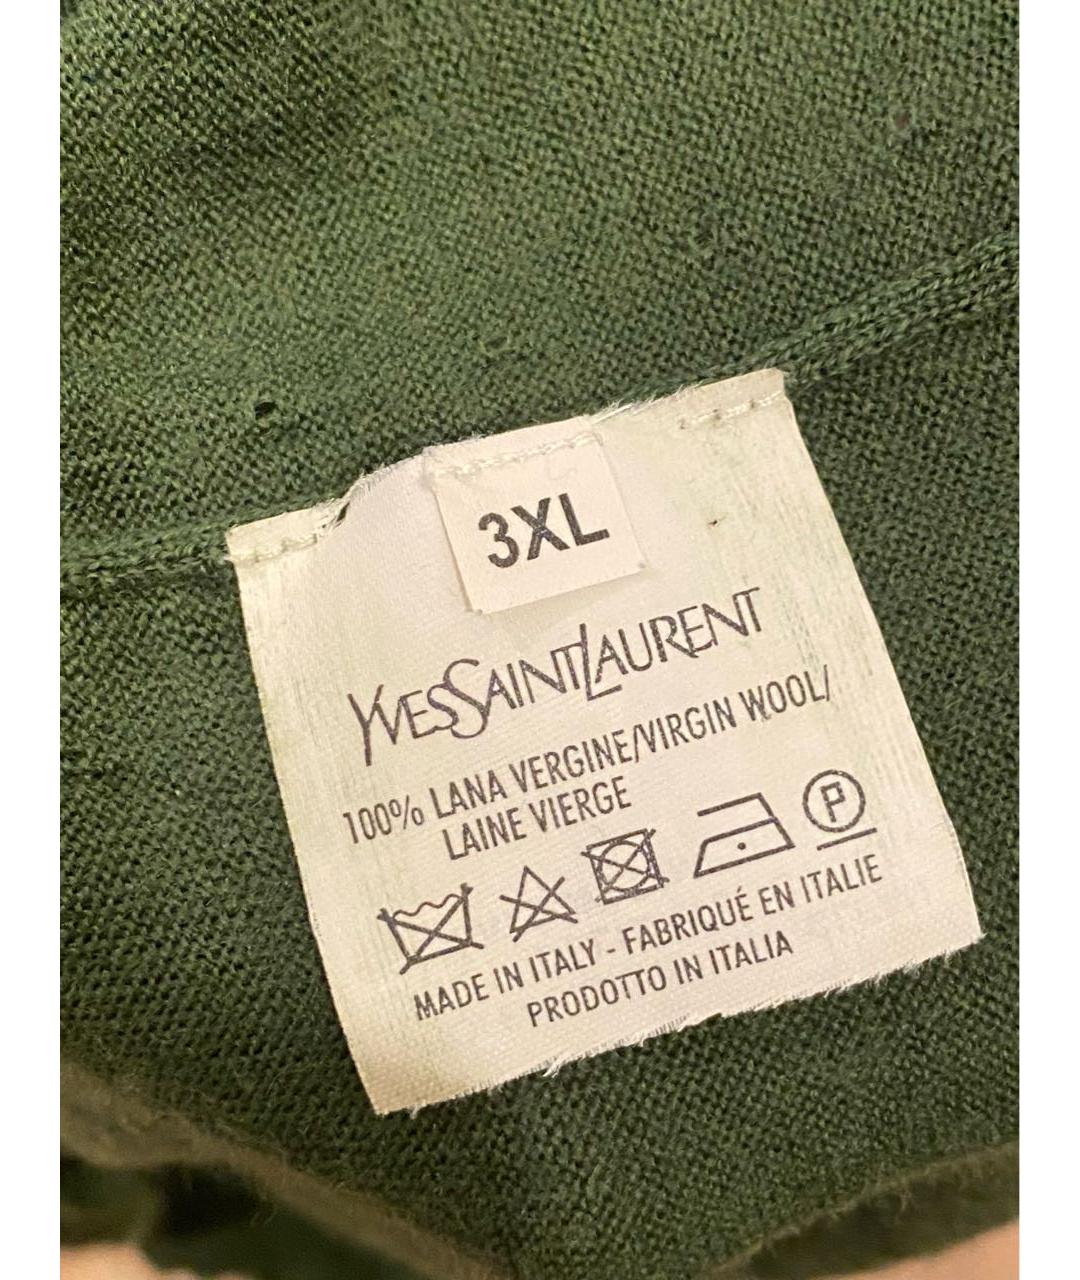 3XL
YVESSAINTLAURENT
100% LANA VERGINE/VIRGIN WOOL/
LAINE VIERGE
P
MADE IN ITALY - FABRIQUÉ EN ITALIE
PRODOTTO IN ITALIA